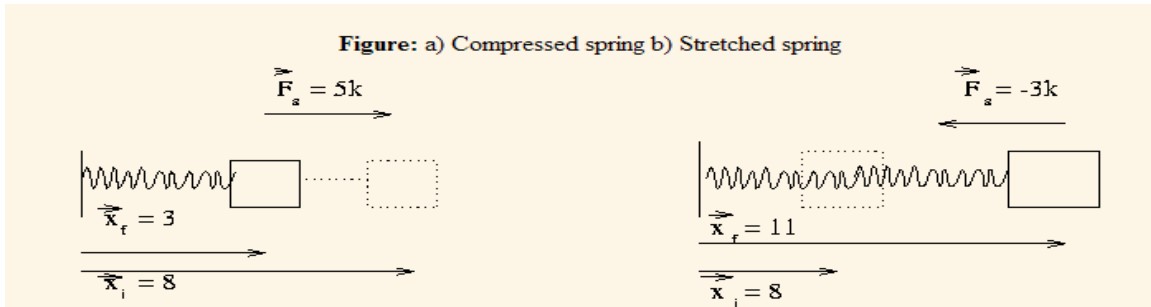 Figure: a) Compressed spring b) Stretched spring
F_s = 5k
F_s = -3k
x_f = 3
x_f = 11
x_i = 8
x_i = 8